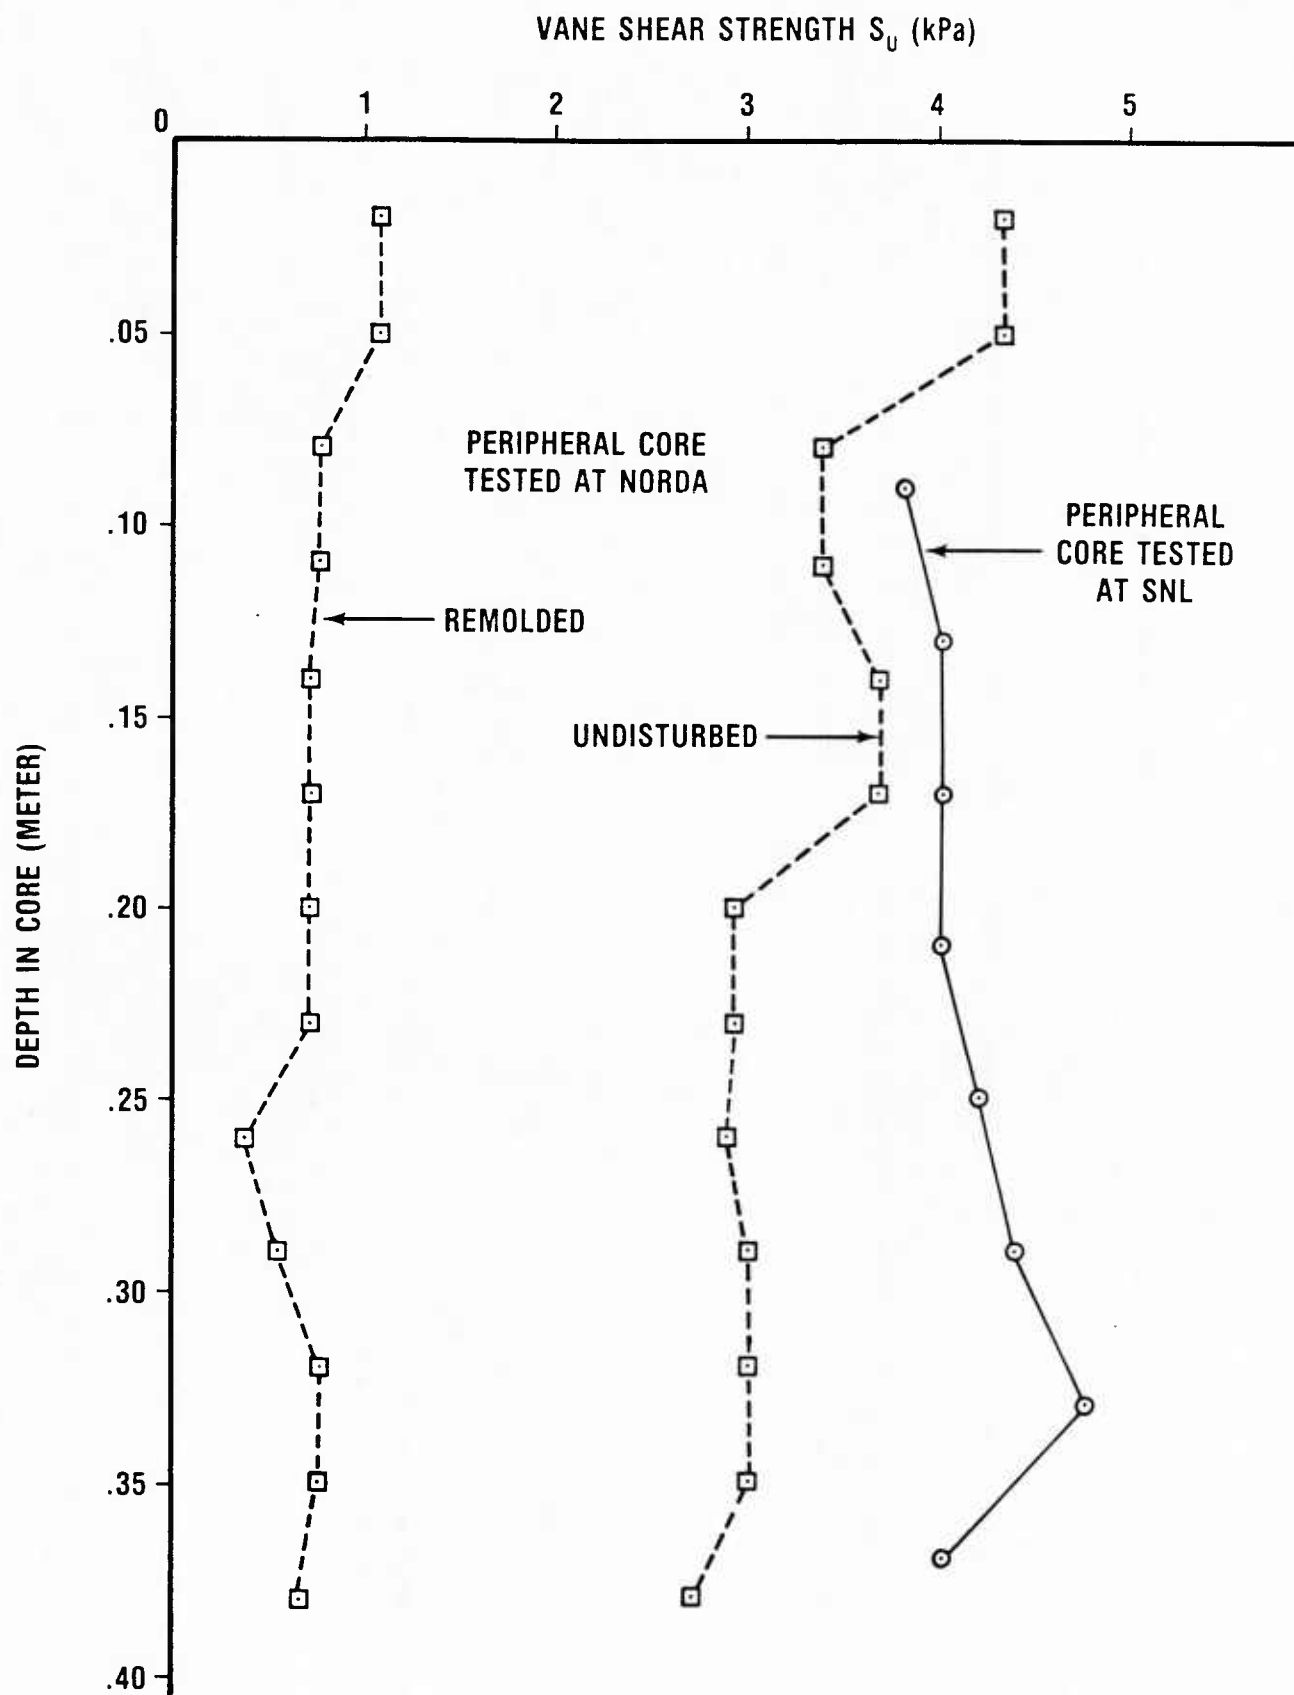 VANE SHEAR STRENGTH Su (kPa)
0 1 2 3 4 5
.05
PERIPHERAL CORE
TESTED AT NORDA
.10
PERIPHERAL
CORE TESTED
AT SNL
REMOLDED
.15
UNDISTURBED
DEPTH IN CORE (METER)
.20
.25
.30
.35
.40